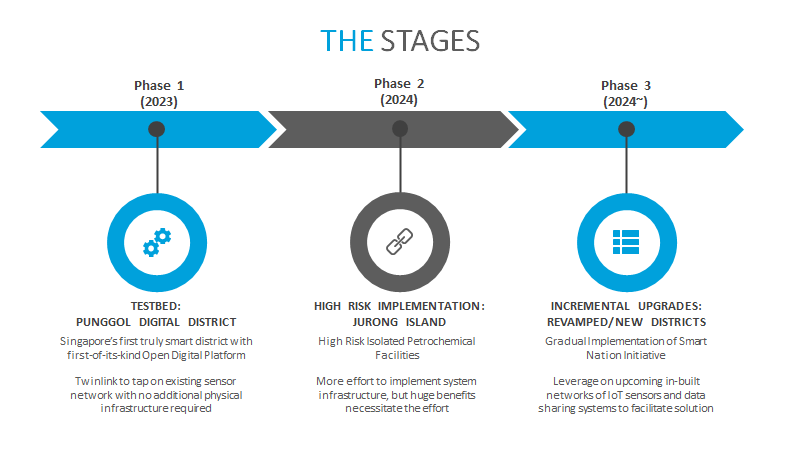 THE STAGES
Phase 1
(2023)
Phase 2
(2024)
Phase 3
(2024~)
TESTBED:
PUNGGOL DIGITAL DISTRICT
Singapore's first truly smart district with
first-of-its-kind Open Digital Platform
Twinlink to tap on existing sensor
network with no additional physical
infrastructure required
HIGH RISK IMPLEMENTATION:
JURONG ISLAND
High Risk Isolated Petrochemical
Facilities
More effort to implement system
infrastructure, but huge benefits
necessitate the effort
INCREMENTAL UPGRADES:
REVAMPED/NEW DISTRICTS
Gradual Implementation of Smart
Nation Initiative
Leverage on upcoming in-built
networks of IoT sensors and data
sharing systems to facilitate solution